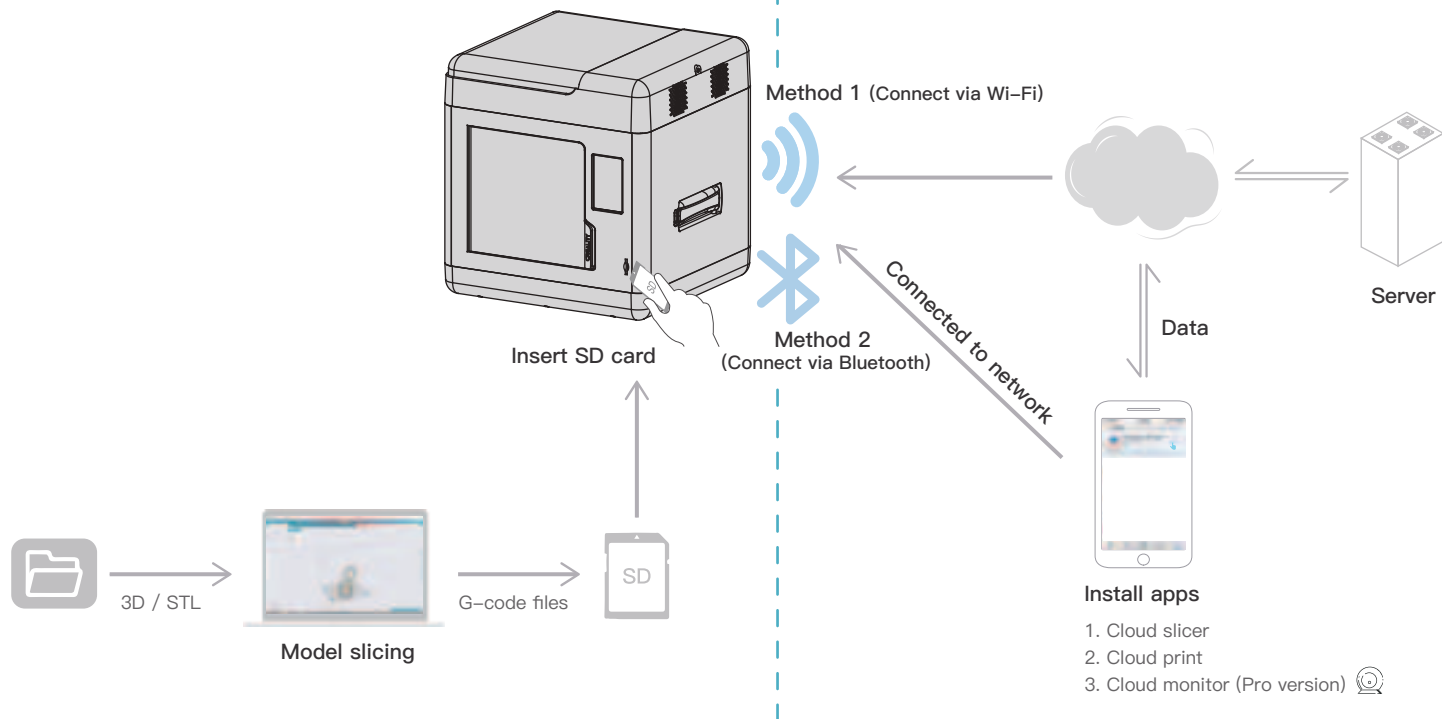 Method 1 (Connect via Wi-Fi)
SD
Insert SD card
Method 2
(Connect via Bluetooth)
Connected to network
Data
Server
3D / STL
Model slicing
G-code files
SD
Install apps
1. Cloud slicer
2. Cloud print
3. Cloud monitor (Pro version)